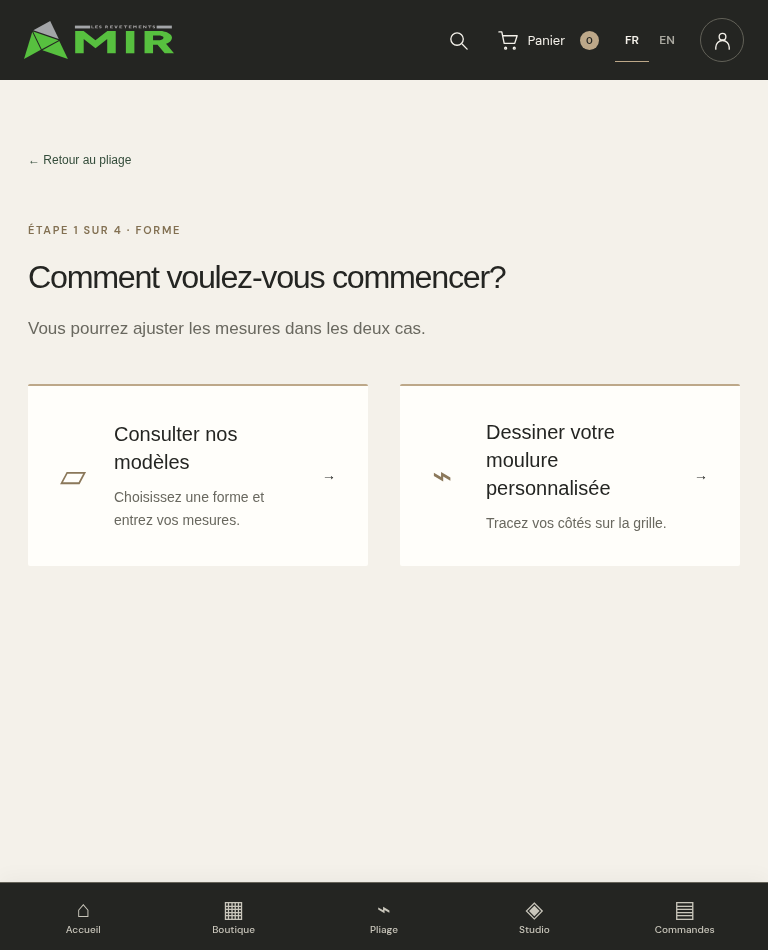 LES REVÊTEMENTS
MIR
Panier 0 FR EN
← Retour au pliage
ÉTAPE 1 SUR 4 · FORME
Comment voulez-vous commencer?
Vous pourrez ajuster les mesures dans les deux cas.
Consulter nos
modèles
Choisissez une forme et
entrez vos mesures.
→
Dessiner votre
moulure
personnalisée
Tracez vos côtés sur la grille.
→
Accueil
Boutique
Pliage
Studio
Commandes